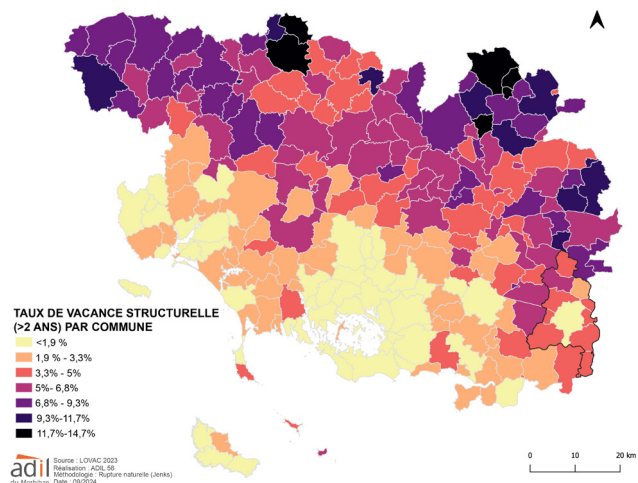 TAUX DE VACANCE STRUCTURELLE
(>2 ANS) PAR COMMUNE
<1,9 %
1,9 % - 3,3%
3,3% - 5%
5% - 6,8%
6,8% - 9,3%
9,3%-11,7%
11,7%-14,7%
adil
du Morbihan
Source : LOVAC 2023
Réalisation : ADIL 56
Méthodologie : Rupture naturelle (Jenks)
Date : 09/2024
0 10 20 km